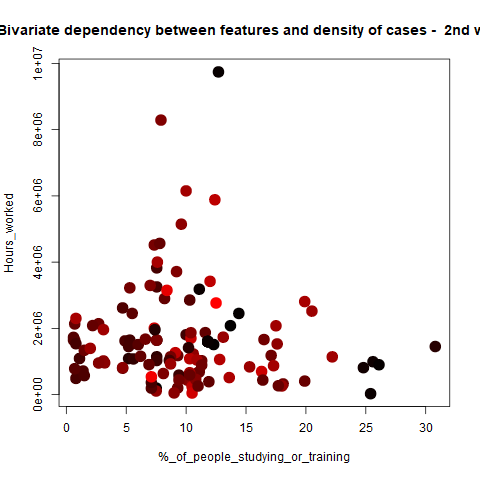 Bivariate dependency between features and density of cases - 2nd w
Hours_worked
1e+07
8e+06
6e+06
4e+06
2e+06
0e+00
0 5 10 15 20 25 30
%_of_people_studying_or_training